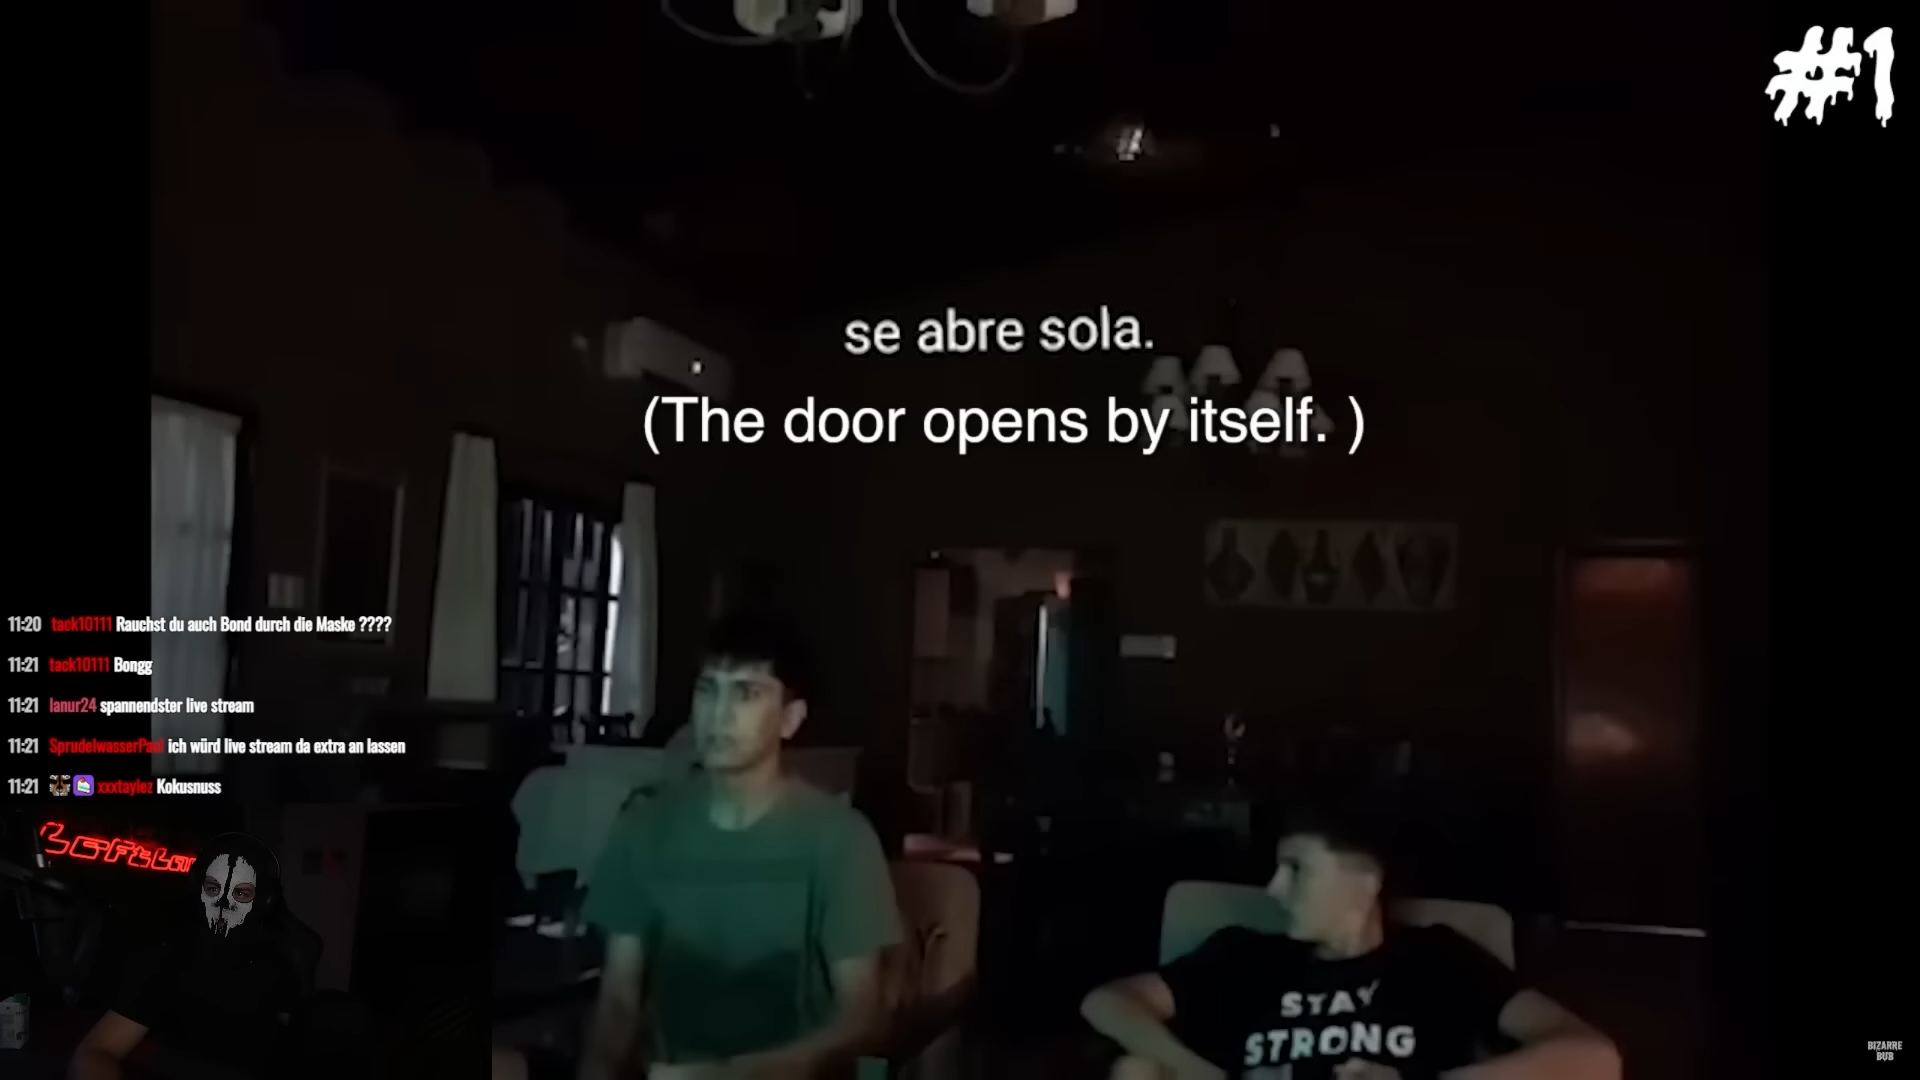 #1
se abre sola.
(The door opens by itself. )
11:20 tack10111 Rauchst du auch Bond durch die Maske ????
11:21 tack10111 Bongg
11:21 lanur24 spannendster live stream
11:21 SprudelwasserPaul ich würd live stream da extra an lassen
11:21 xxxtaylez Kokusnuss
STAY
STRONG
BIZARRE
BUB